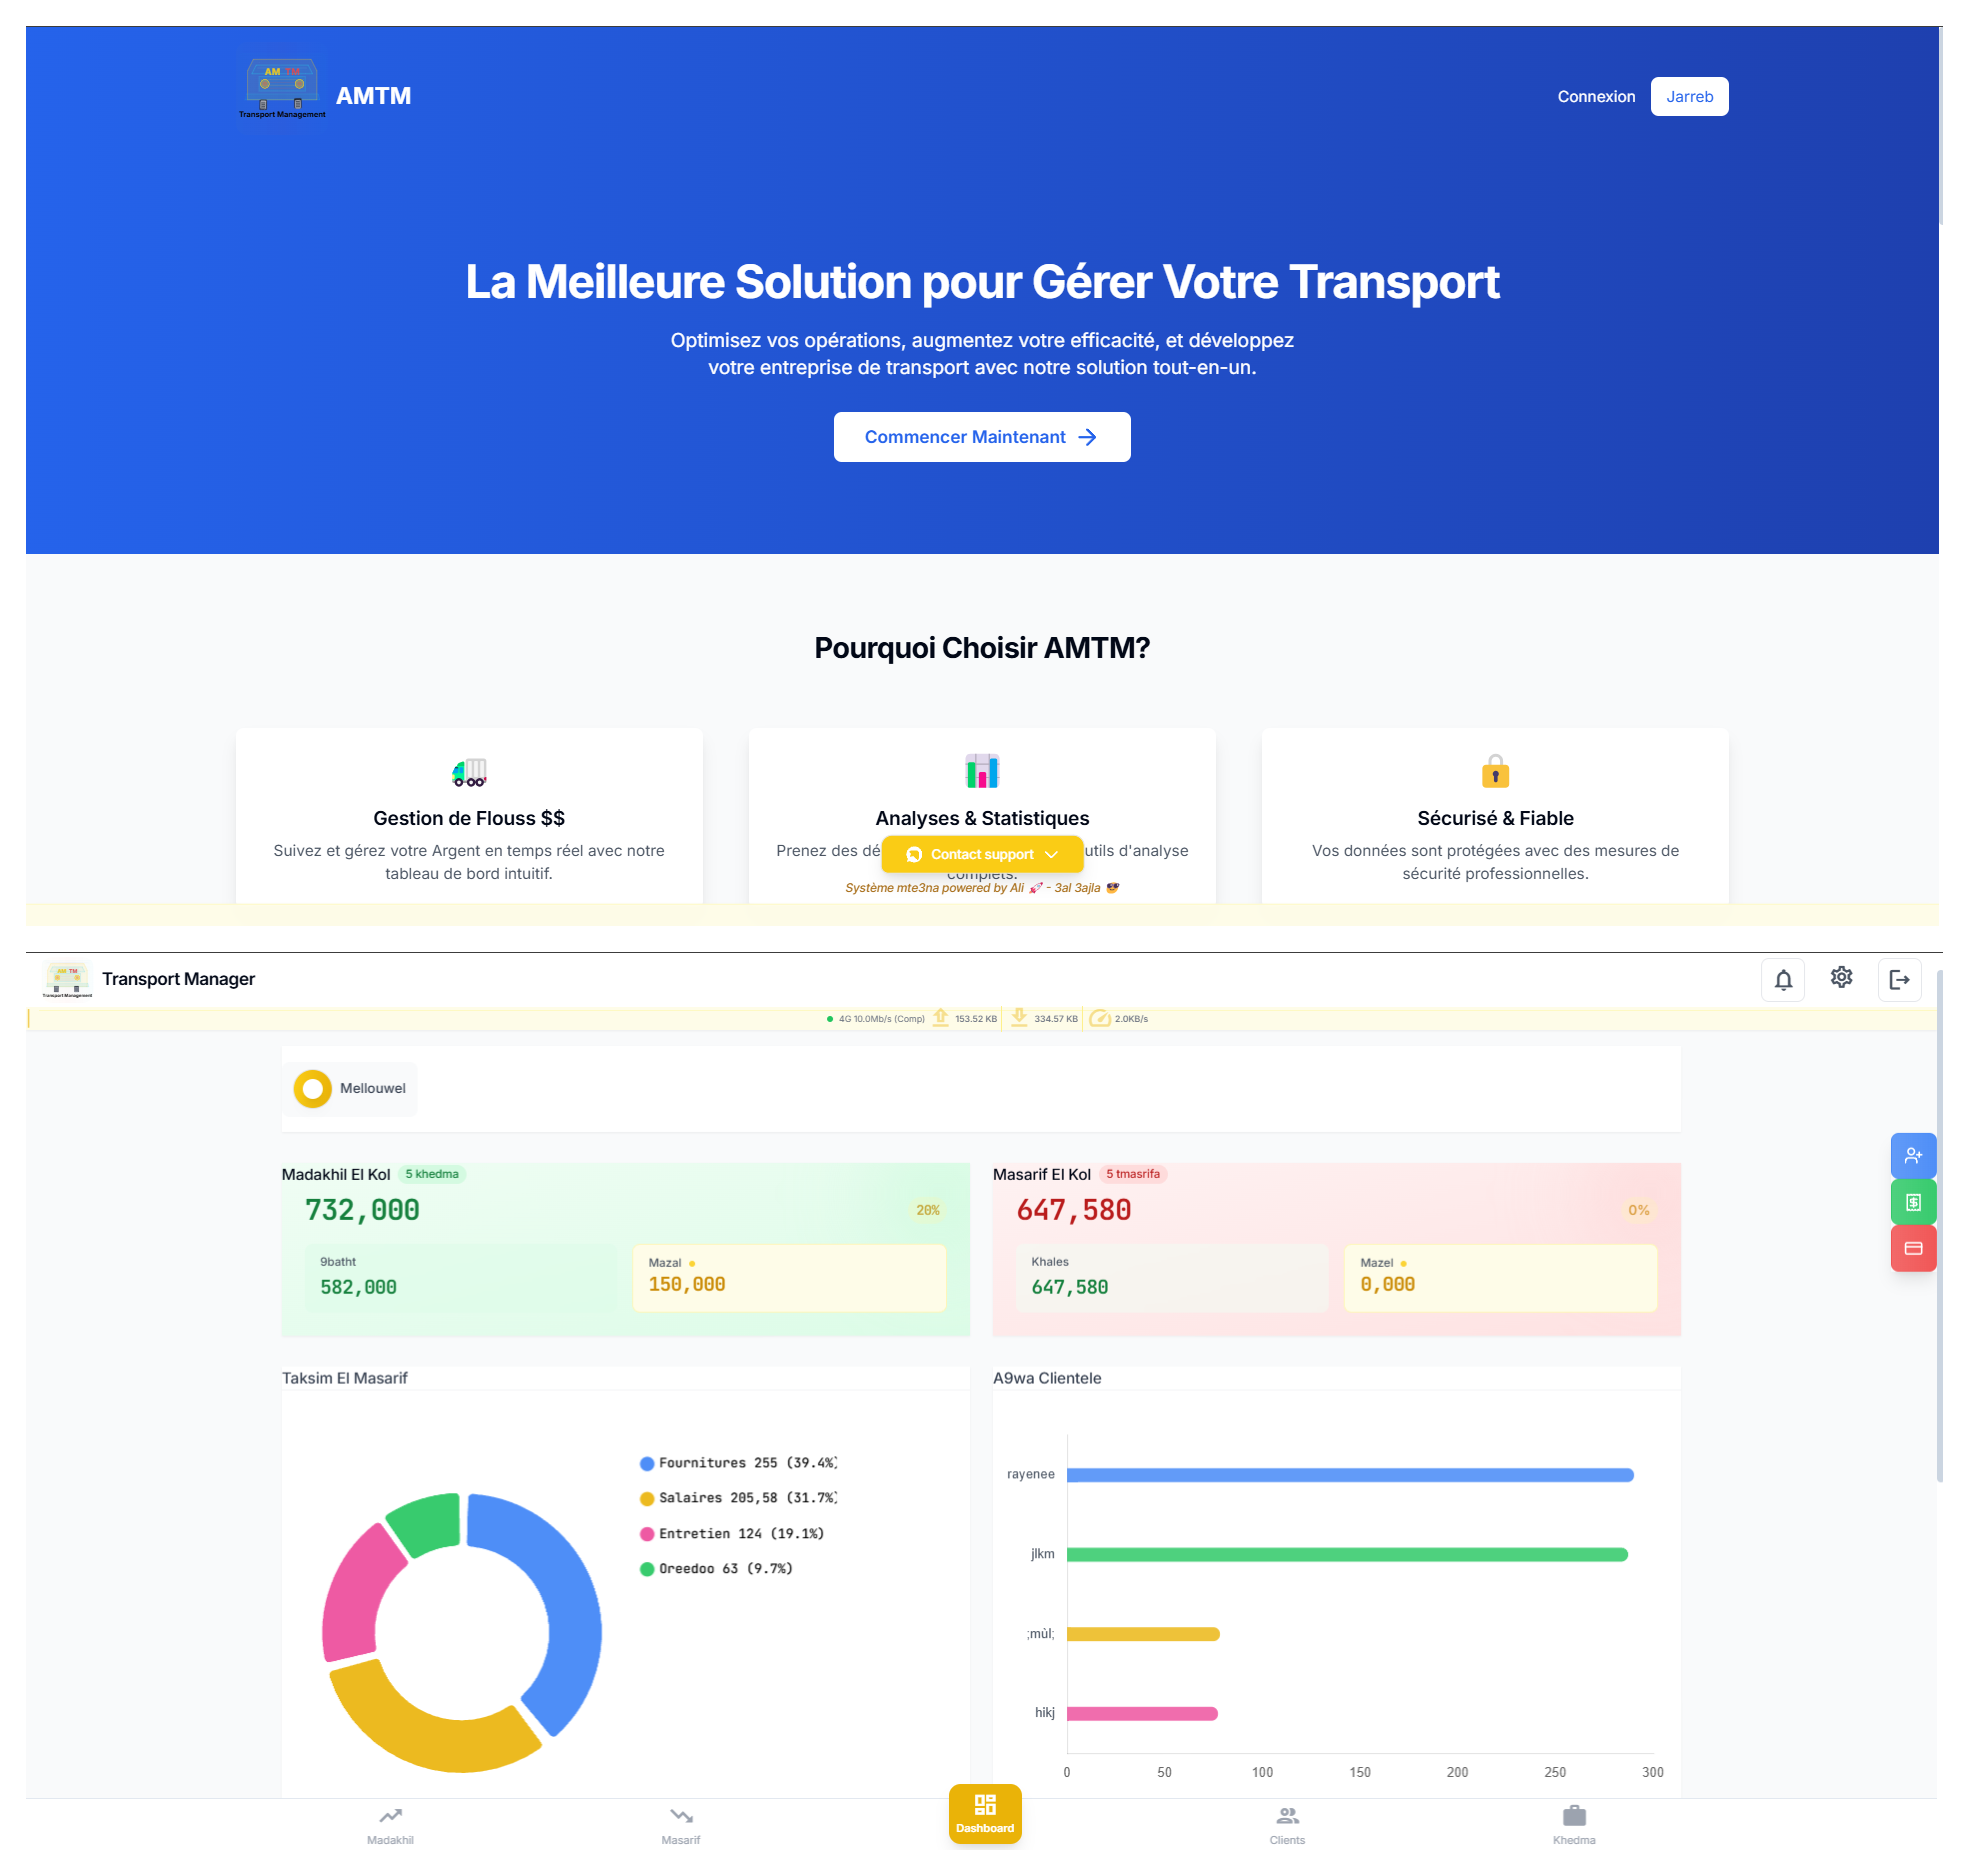 AM TM
Transport Management
AMTM
Connexion
Jarreb
La Meilleure Solution pour Gérer Votre Transport
Optimisez vos opérations, augmentez votre efficacité, et développez
votre entreprise de transport avec notre solution tout-en-un.
Commencer Maintenant
Pourquoi Choisir AMTM?
Gestion de Flouss $$
Suivez et gérez votre Argent en temps réel avec notre
tableau de bord intuitif.
Analyses & Statistiques
Prenez des dé utils d'analyse
complets.
Contact support
Système mte3na powered by Ali 🚀 - 3al 3ajla 😎
Sécurisé & Fiable
Vos données sont protégées avec des mesures de
sécurité professionnelles.
AM TM
Transport Management
Transport Manager
4G 10.0Mb/s (Comp) 153.52 KB 334.57 KB 2.0KB/s
Mellouwel
Madakhil El Kol 5 khedma
732,000
20%
9batht
582,000
Mazal
150,000
Masarif El Kol 5 tmasrifa
647,580
0%
Khales
647,580
Mazel
0,000
Taksim El Masarif
Fournitures 255 (39.4%)
Salaires 205,58 (31.7%)
Entretien 124 (19.1%)
Oreedoo 63 (9.7%)
A9wa Clientele
rayenee
jlkm
;mùl;
hikj
0 50 100 150 200 250 300
Madakhil
Masarif
Dashboard
Clients
Khedma